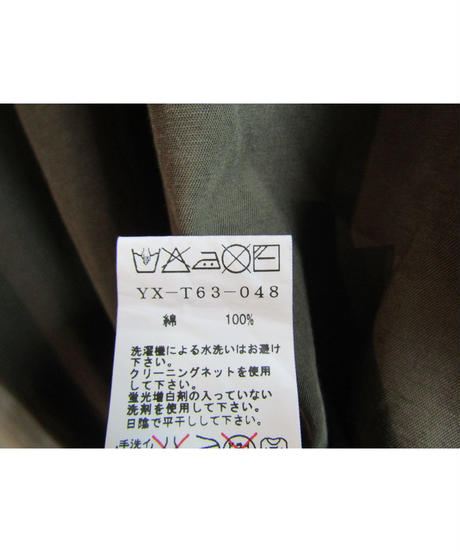 YX-T63-048
綿 100%
洗濯機による水洗いはお避け
下さい。
クリーニングネットを使用
して下さい。
蛍光増白剤の入っていない
洗剤を使用して下さい。
日陰で平干しして下さい。
手洗イ